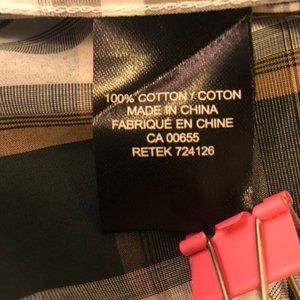 100% COTTON / COTON
MADE IN CHINA
FABRIQUÉ EN CHINE
CA 00655
RETEK 724126